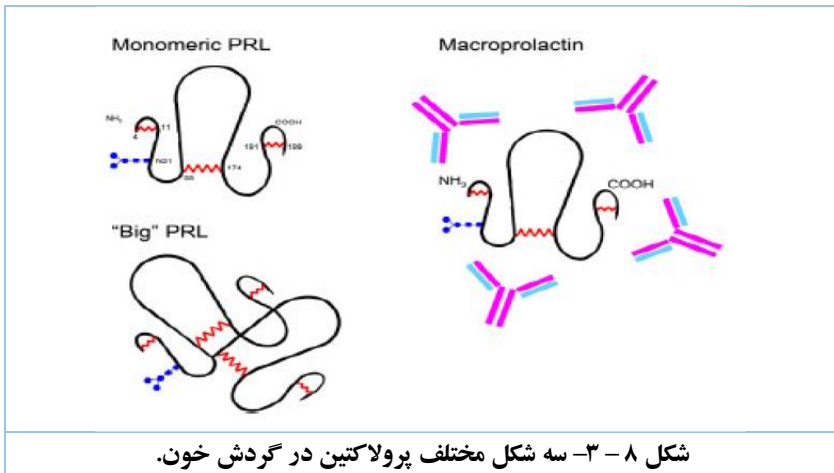 Monomeric PRL
NH2
4
11
N31
58
174
COOH
191
199
"Big" PRL
Macroprolactin
NH2
COOH
شکل ۸ – ۳– سه شکل مختلف پرولاکتین در گردش خون.